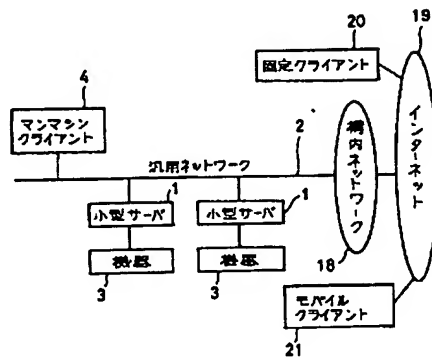 20
19
固定クライアント
インターネット
4
マンマシン
クライアント
汎用ネットワーク
2
構内ネットワーク
1
1
小型サーバ
小型サーバ
機器
機器
3
3
18
モバイル
クライアント
21